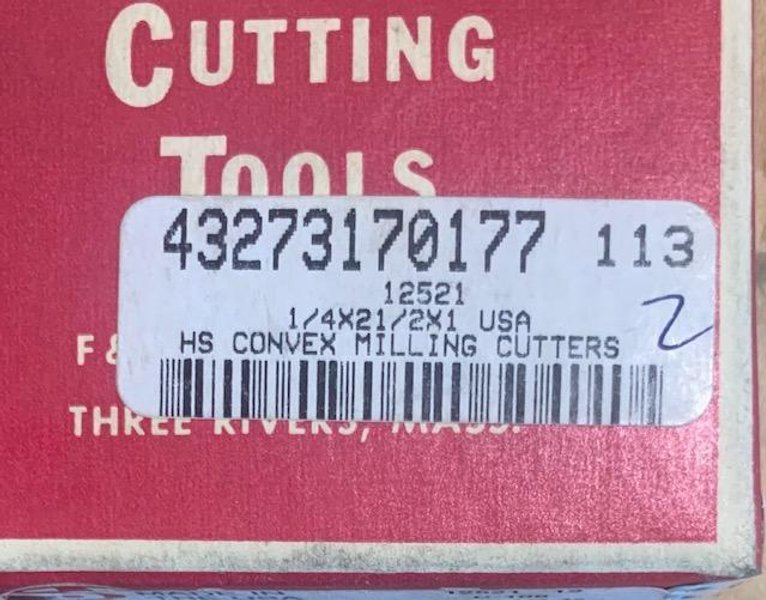 CUTTING
TOOLS
43273170177 113
12521
1/4X21/2X1 USA
2
HS CONVEX MILLING CUTTERS
F &
THREE RIVERS, MASS.